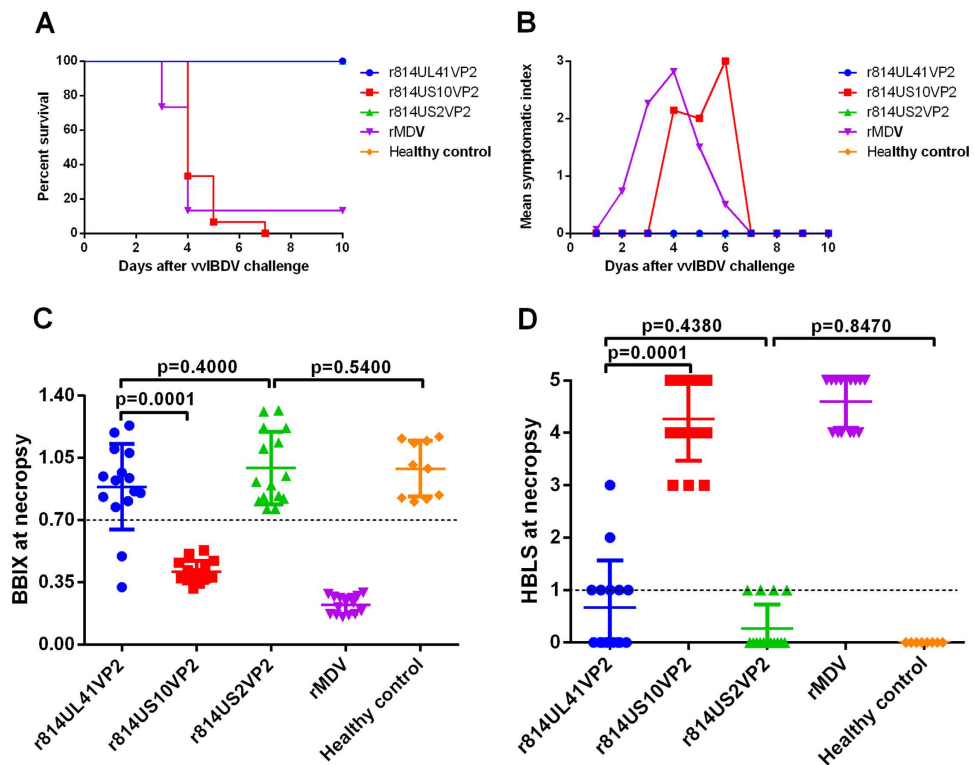 A
Percent survival
100
80
60
40
20
0
0 2 4 6 8 10
Days after vvIBDV challenge
r814UL41VP2
r814US10VP2
r814US2VP2
rMDV
Healthy control
B
Mean symptomatic index
3
2
1
0
0 2 4 6 8 10
Dyas after vvIBDV challenge
r814UL41VP2
r814US10VP2
r814US2VP2
rMDV
Healthy control
C
p=0.4000
p=0.5400
p=0.0001
BBIX at necropsy
1.40
1.05
0.70
0.35
0.00
r814UL41VP2
r814US10VP2
r814US2VP2
rMDV
Healthy control
D
p=0.4380
p=0.8470
p=0.0001
HBLS at necropsy
5
4
3
2
1
0
r814UL41VP2
r814US10VP2
r814US2VP2
rMDV
Healthy control